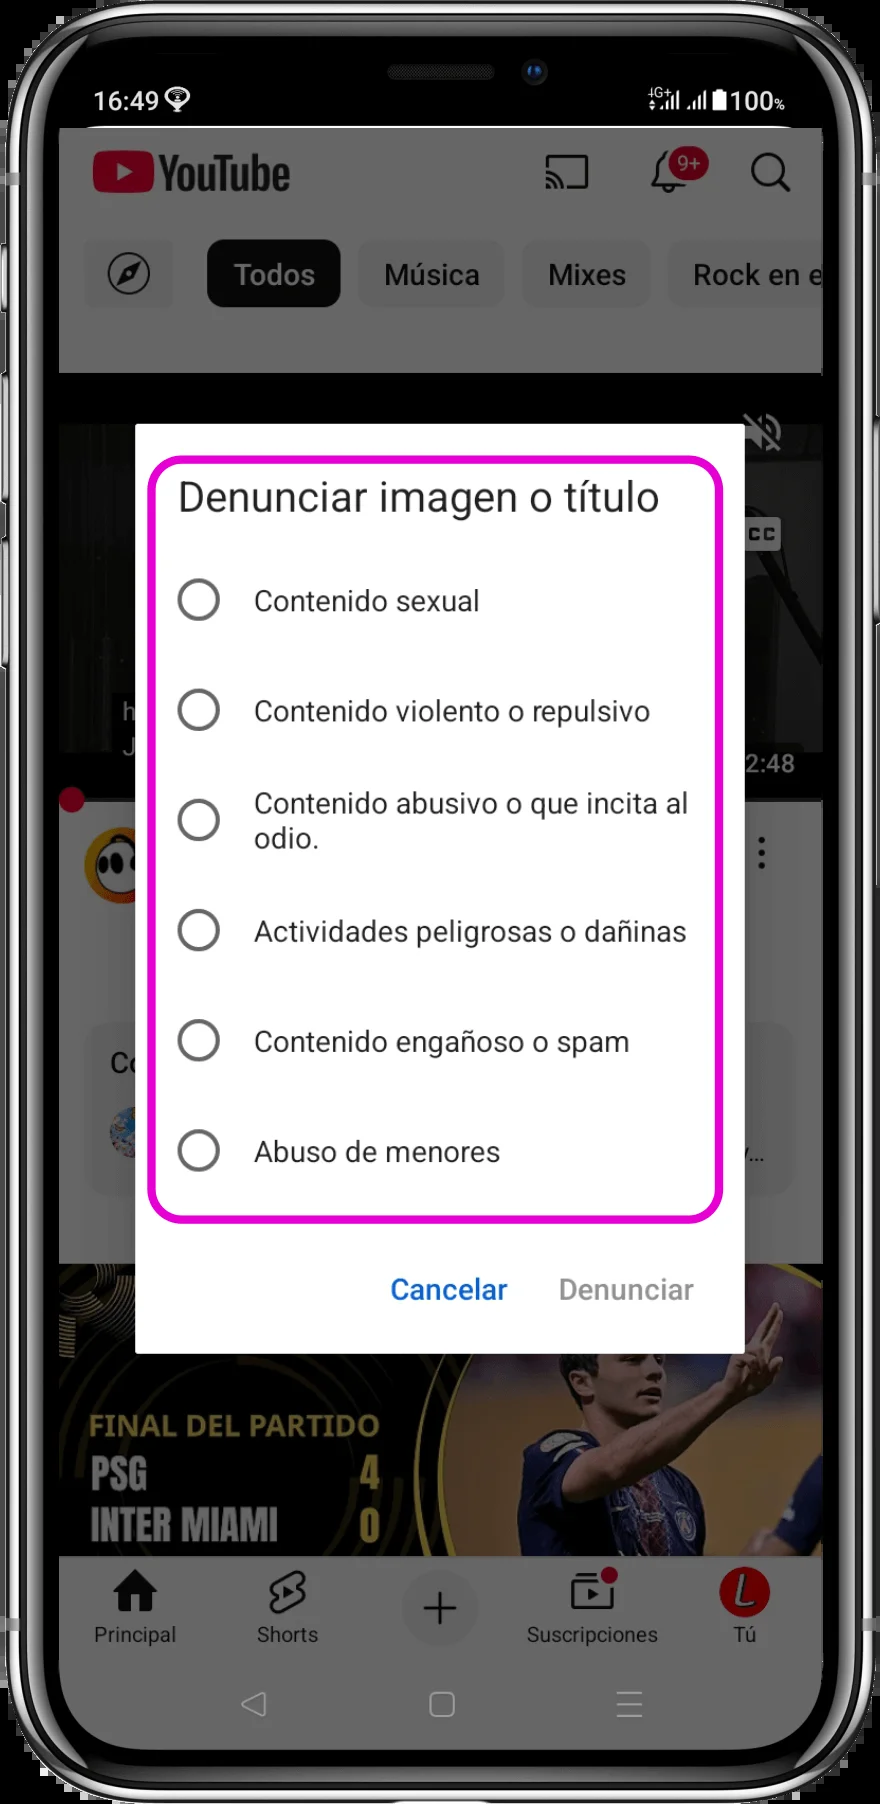 16:49
4G+ 100%
YouTube
9+
Todos Música Mixes Rock en e
Denunciar imagen o título
CC
Contenido sexual
Contenido violento o repulsivo
h
J
2:48
Contenido abusivo o que incita al
odio.
Actividades peligrosas o dañinas
Contenido engañoso o spam
Co
Abuso de menores
...
Cancelar Denunciar
FINAL DEL PARTIDO
PSG 4
INTER MIAMI 0
Principal Shorts Suscripciones Tú
L